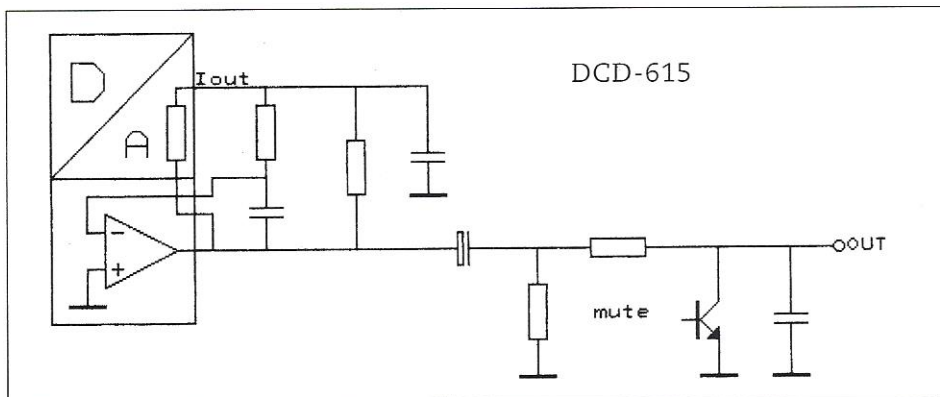 DCD-615
D
Iout
A
−
+
mute
OUT